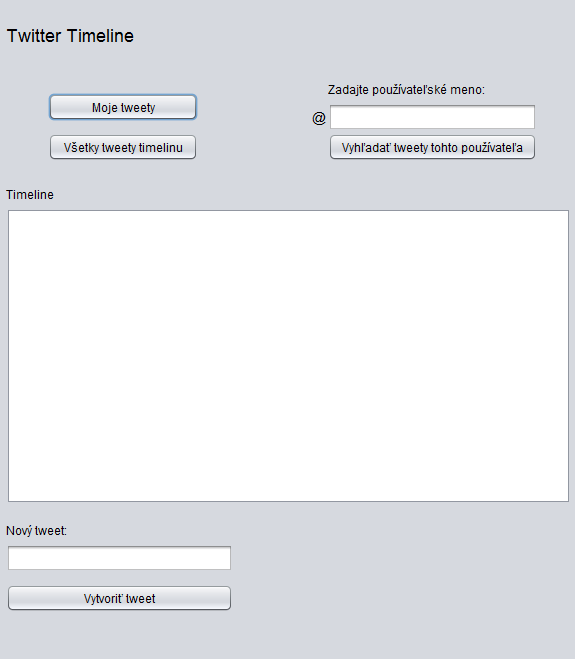 Twitter Timeline
Moje tweety
Všetky tweety timelinu
Zadajte používateľské meno:
@
Vyhľadať tweety tohto používateľa
Timeline
Nový tweet:
Vytvoriť tweet